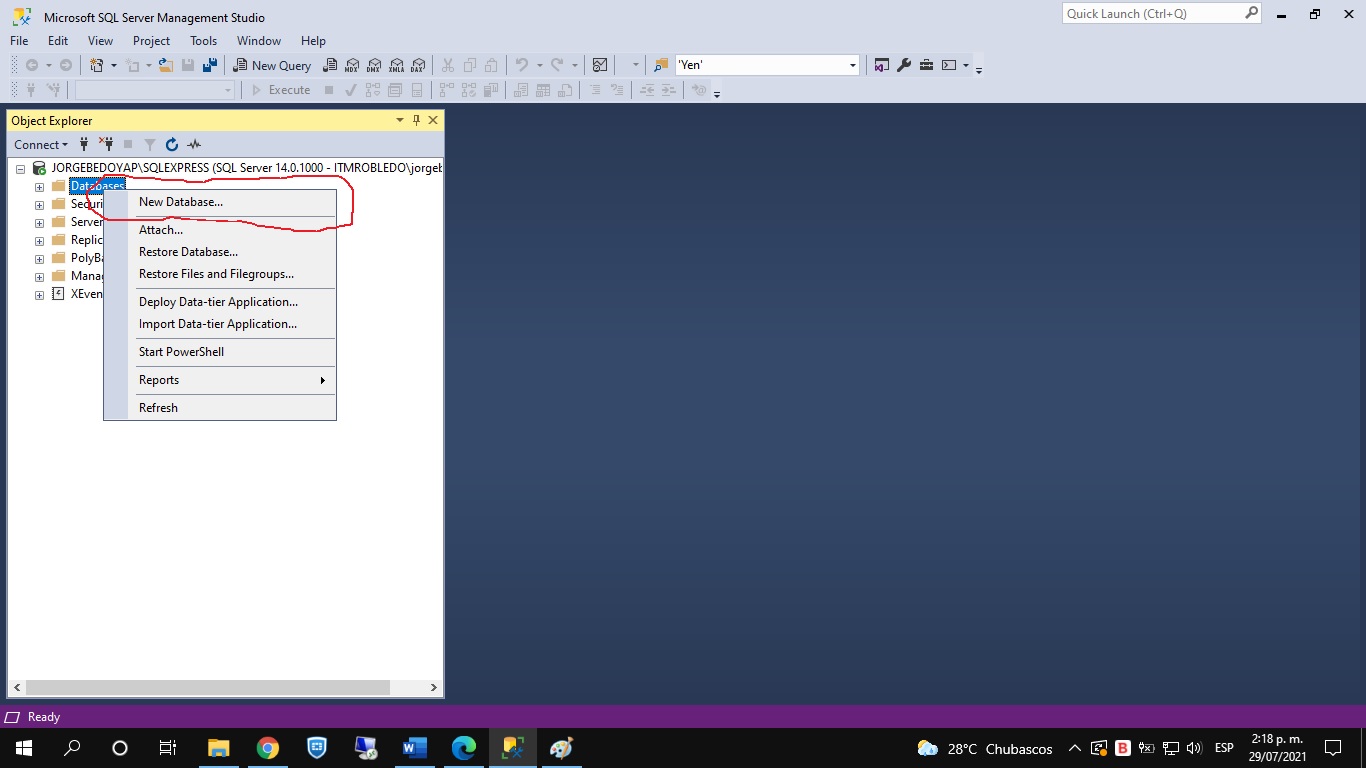 Microsoft SQL Server Management Studio
Quick Launch (Ctrl+Q)
File Edit View Project Tools Window Help
New Query MDX DMX XMLA DAX 'Yen'
Execute
Object Explorer
Connect
JORGEBEDOYAP\SQLEXPRESS (SQL Server 14.0.1000 - ITMROBLEDO\jorgeb
Databases
Securi
Server
Replic
PolyBa
Manag
XEven
New Database...
Attach...
Restore Database...
Restore Files and Filegroups...
Deploy Data-tier Application...
Import Data-tier Application...
Start PowerShell
Reports
Refresh
Ready
28°C Chubascos
ESP
2:18 p. m.
29/07/2021